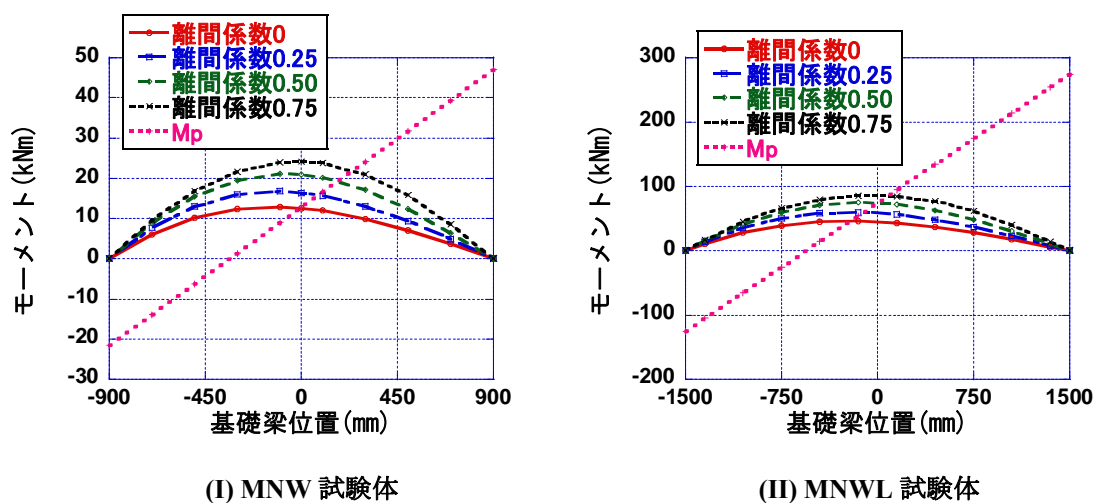 離間係数0
離間係数0.25
離間係数0.50
離間係数0.75
Mp
モーメント(kNm)
50
40
30
20
10
0
-10
-20
-30
-900
-450
0
450
900
基礎梁位置(㎜)
(I) MNW 試験体
離間係数0
離間係数0.25
離間係数0.50
離間係数0.75
Mp
モーメント(kNm)
300
200
100
0
-100
-200
-1500
-750
0
750
1500
基礎梁位置(㎜)
(II) MNWL 試験体